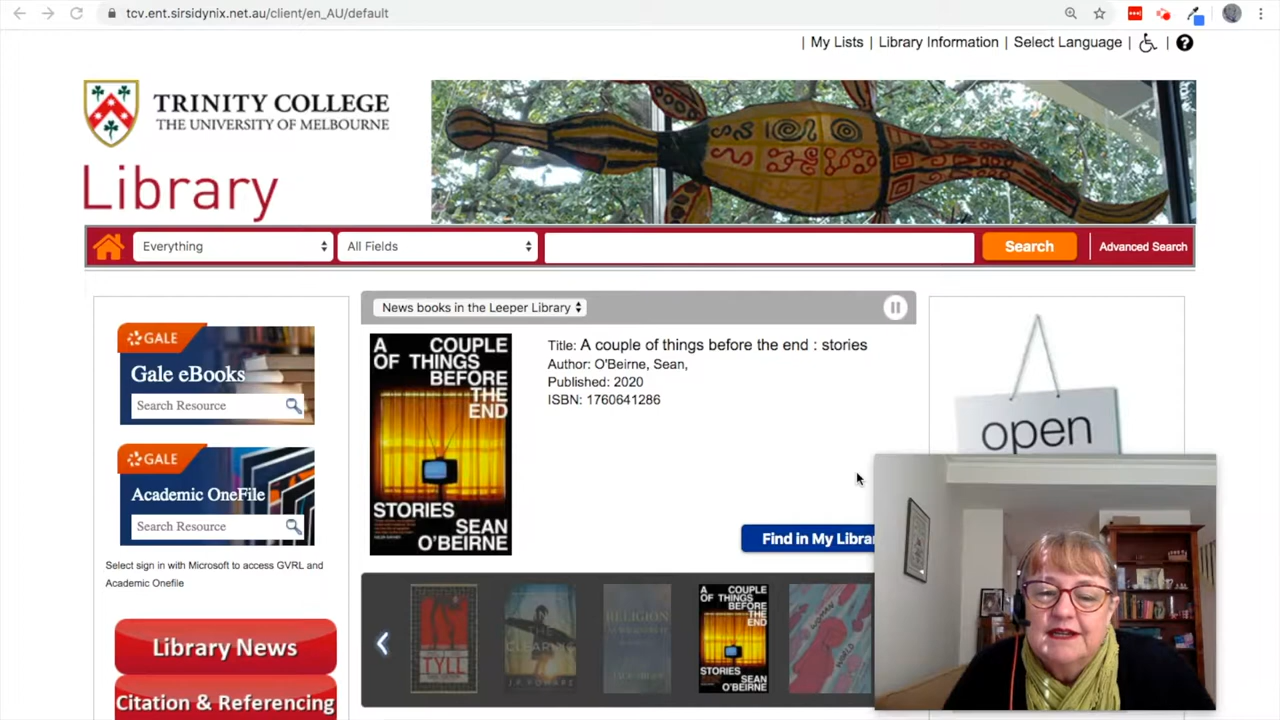 tcv.ent.sirsidynix.net.au/client/en_AU/default
| My Lists | Library Information | Select Language | | ?
TRINITY COLLEGE
THE UNIVERSITY OF MELBOURNE
Library
Everything
All Fields
Search
Advanced Search
GALE
Gale eBooks
Search Resource
GALE
Academic OneFile
Search Resource
Select sign in with Microsoft to access GVRL and
Academic Onefile
Library News
Citation & Referencing
News books in the Leeper Library
A COUPLE
OF THINGS
BEFORE
THE
END
STORIES
SEAN
O'BEIRNE
Title: A couple of things before the end : stories
Author: O'Beirne, Sean,
Published: 2020
ISBN: 1760641286
Find in My Librar
TYLL
THE
CLEARING
J.P. POMARE
RELIGION
A COUPLE
OF THINGS
BEFORE
THE
END
STORIES
SEAN
O'BEIRNE
WORLD
open